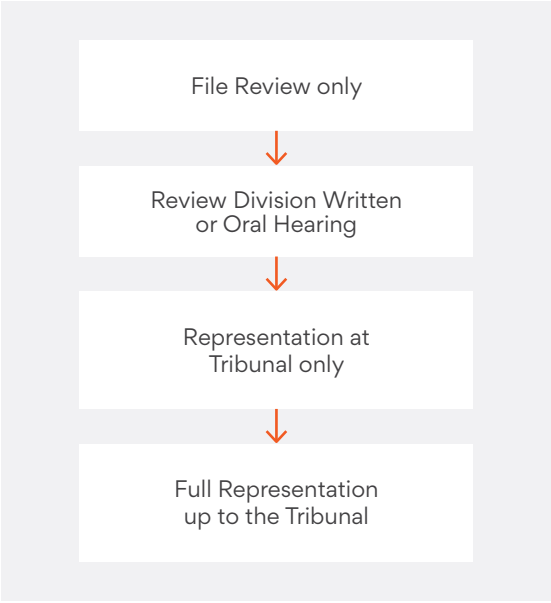 File Review only
Review Division Written
or Oral Hearing
Representation at
Tribunal only
Full Representation
up to the Tribunal